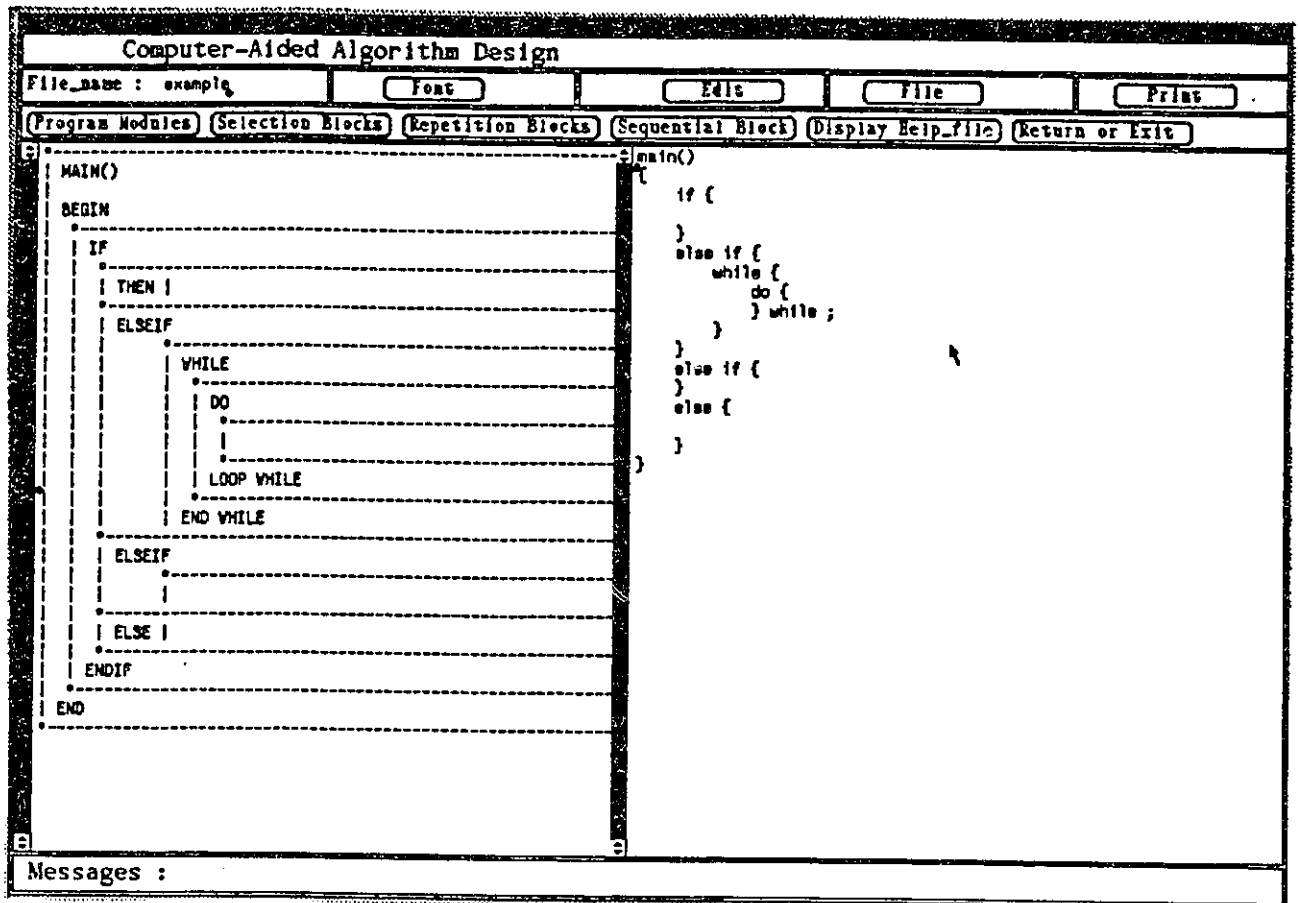 Computer-Aided Algorithm Design
File_name : example Font Edit File Print
(Program Modules) (Selection Blocks) (Repetition Blocks) (Sequential Block) (Display Help_file) (Return or Exit)
MAIN()
BEGIN
IF
THEN
ELSEIF
WHILE
DO
LOOP WHILE
END WHILE
ELSEIF
ELSE
ENDIF
END
main()
{
if {
}
else if {
while {
do {
} while ;
}
}
else if {
}
else {
}
}
Messages :